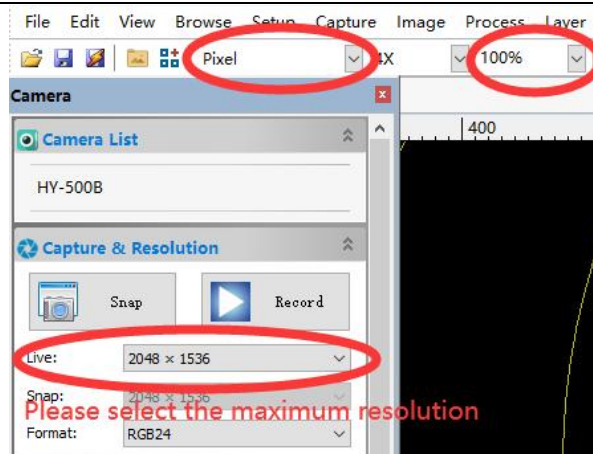 File Edit View Browse Setup Capture Image Process Layer
Pixel 4X 100%
Camera
Camera List
400
HY-500B
Capture & Resolution
Snap Record
Live: 2048 × 1536
Snap: 2048 × 1536
Please select the maximum resolution
Format: RGB24